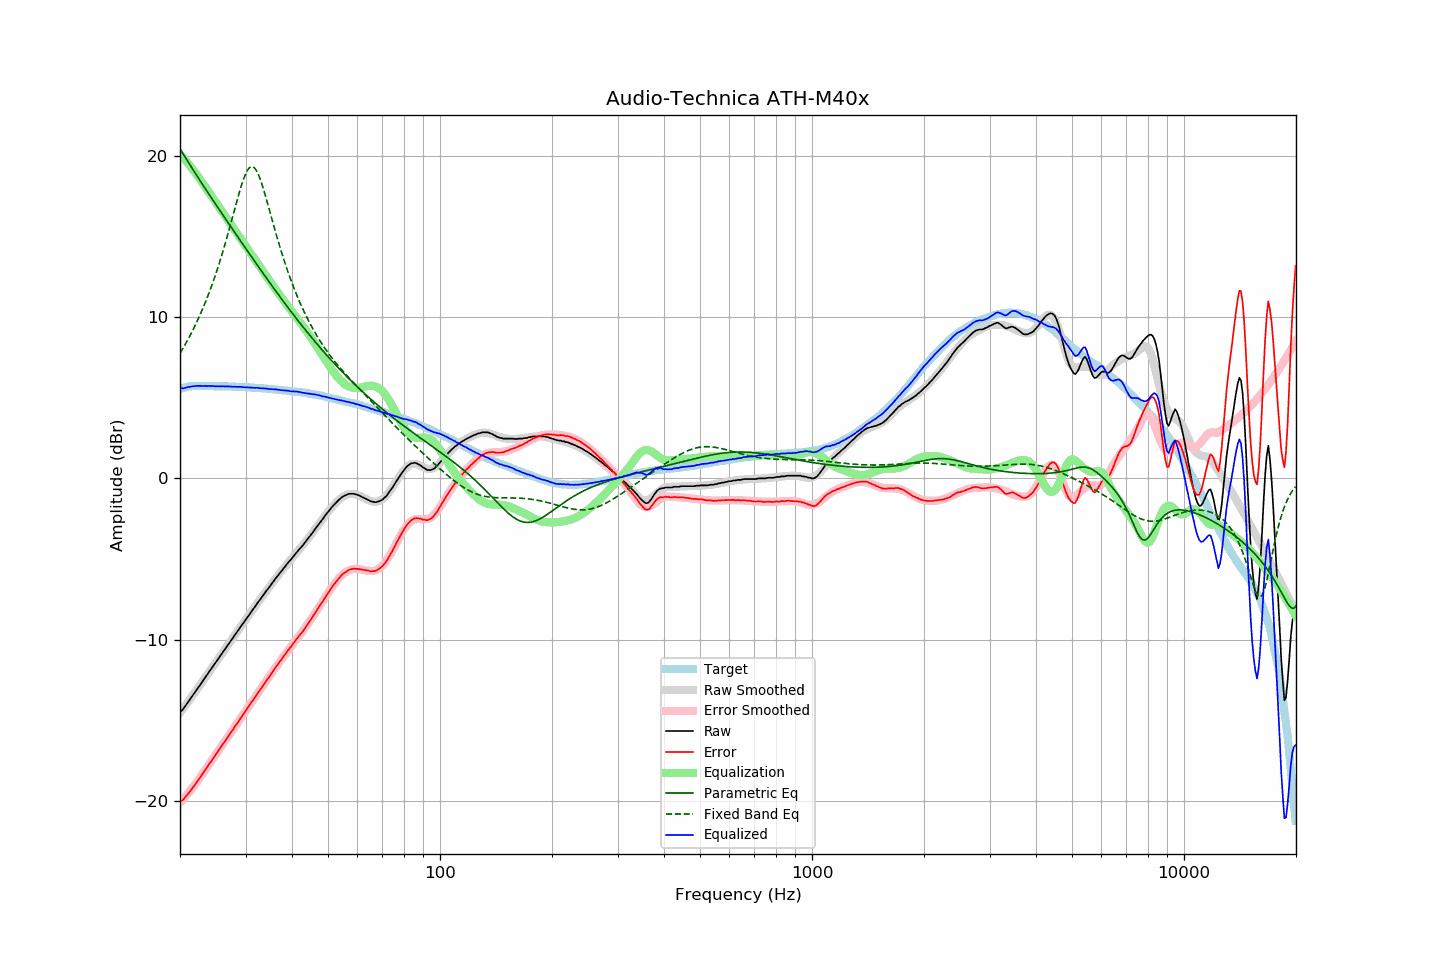 Audio-Technica ATH-M40x
Amplitude (dBr)
20
10
0
−10
−20
Target
Raw Smoothed
Error Smoothed
Raw
Error
Equalization
Parametric Eq
Fixed Band Eq
Equalized
100
1000
10000
Frequency (Hz)